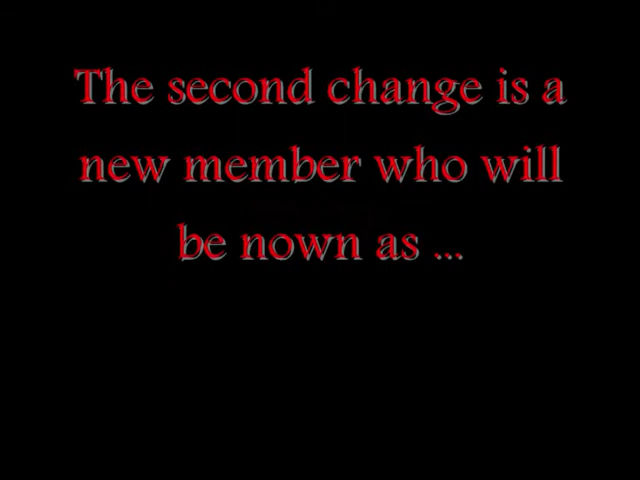 The second change is a
new member who will
be nown as ...